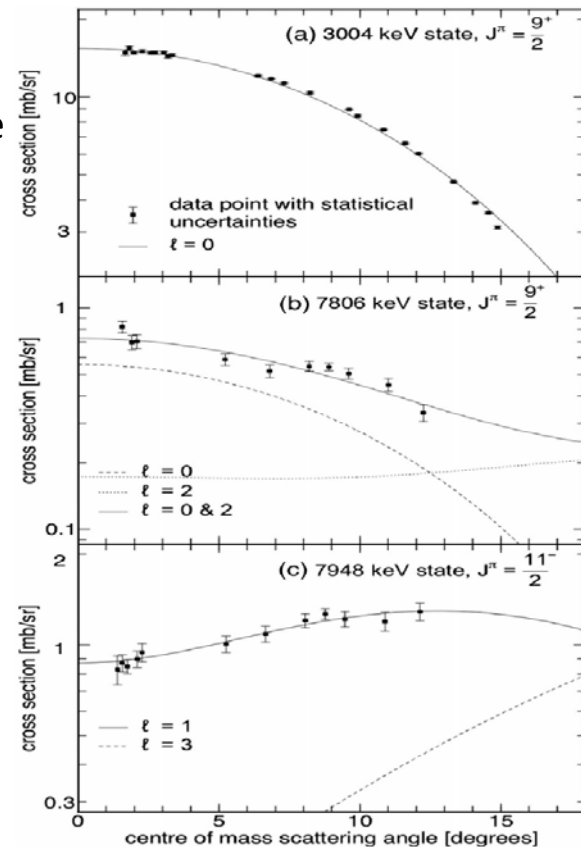 (a) 3004 keV state, Jπ = 9+/2
cross section [mb/sr]
10
3
data point with statistical
uncertainties
ℓ = 0
(b) 7806 keV state, Jπ = 9+/2
cross section [mb/sr]
1
0.1
ℓ = 0
ℓ = 2
ℓ = 0 & 2
(c) 7948 keV state, Jπ = 11-/2
cross section [mb/sr]
2
1
0.3
ℓ = 1
ℓ = 3
0 5 10 15
centre of mass scattering angle [degrees]